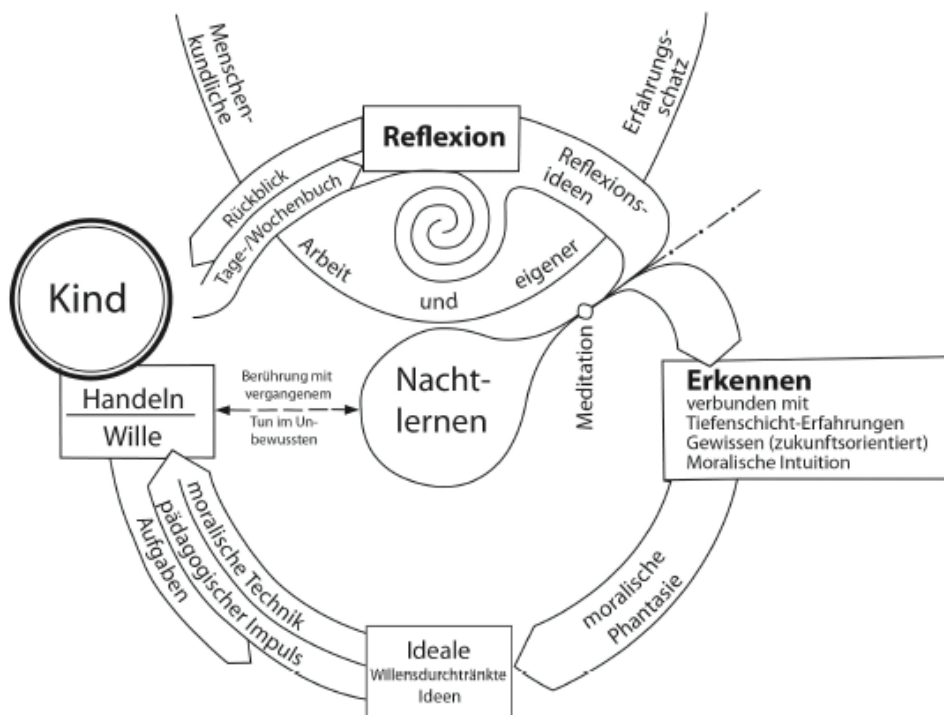 Menschen-
kundliche
Erfahrungs-
schatz
Reflexion
Rückblick
Tage-/Wochenbuch
Reflexions-
ideen
Arbeit
und
eigener
Kind
Meditation
Handeln
Wille
Berührung mit
vergangenem
Tun im Un-
bewussten
Nacht-
lernen
Erkennen
verbunden mit
Tiefenschicht-Erfahrungen
Gewissen (zukunftsorientiert)
Moralische Intuition
moralische
Phantasie
Ideale
Willensdurchtränkte
Ideen
moralische Technik
pädagogischer Impuls
Aufgaben